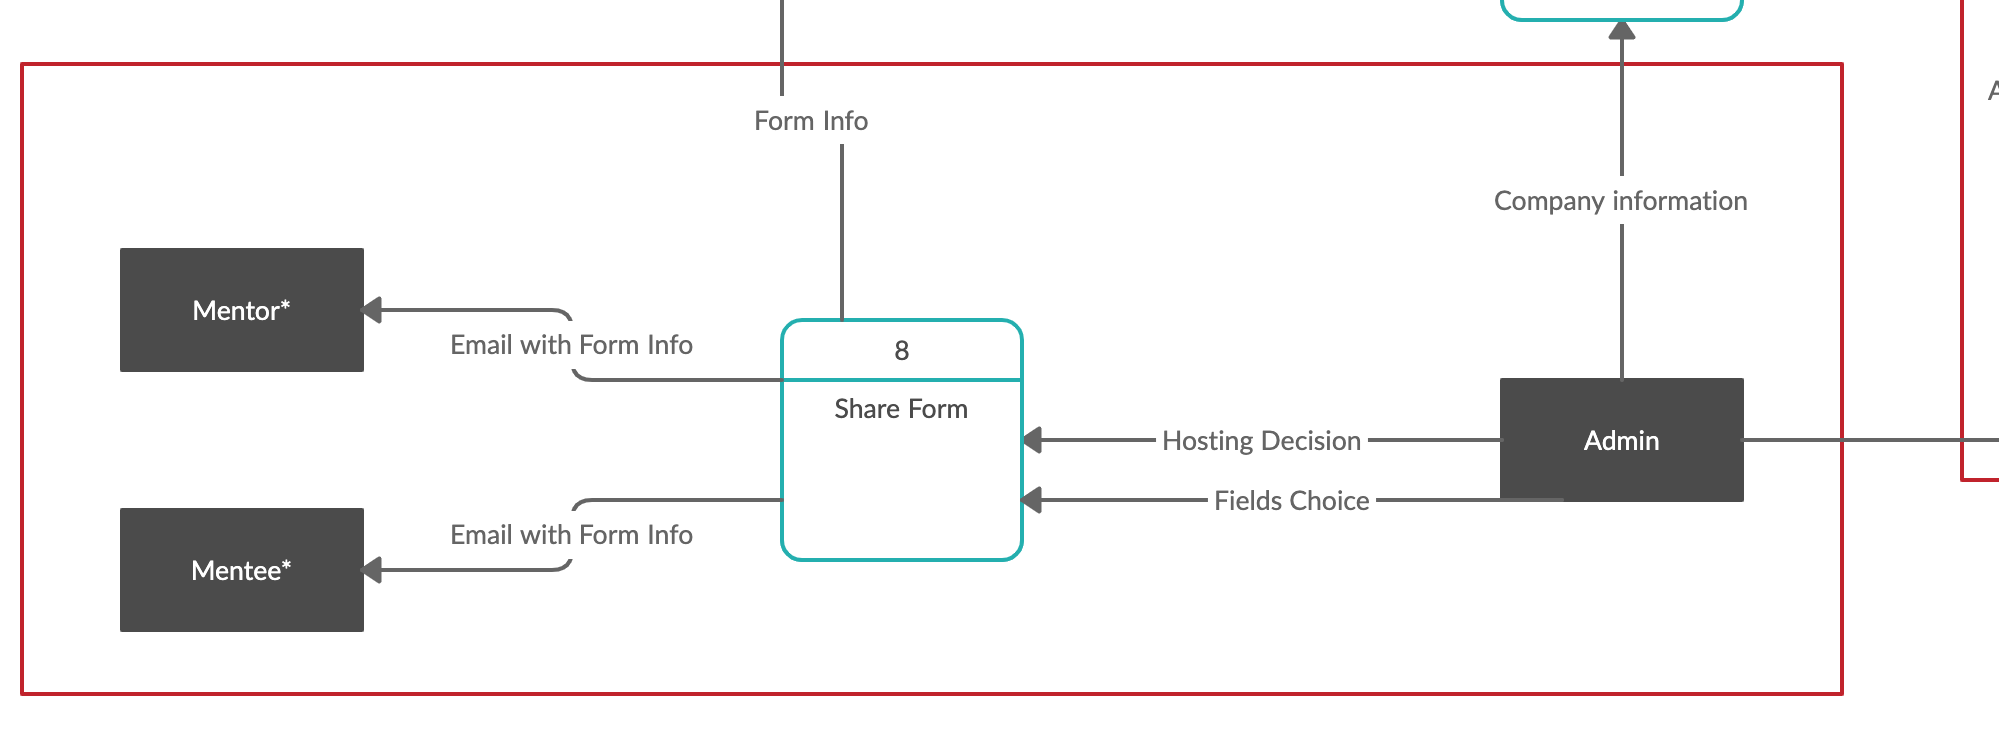 Form Info
Company information
Mentor*
Email with Form Info
8
Share Form
Hosting Decision
Admin
Fields Choice
Email with Form Info
Mentee*